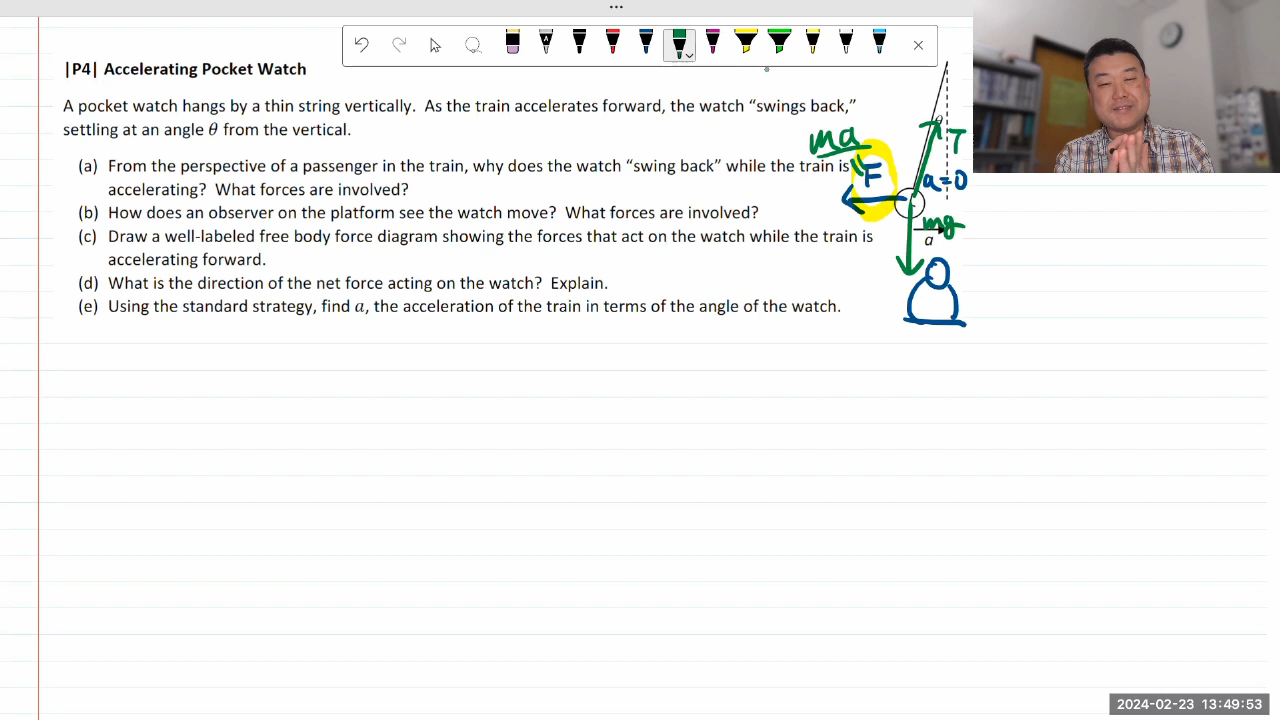 |P4| Accelerating Pocket Watch
A pocket watch hangs by a thin string vertically. As the train accelerates forward, the watch “swings back,”
settling at an angle θ from the vertical.
(a) From the perspective of a passenger in the train, why does the watch “swing back” while the train is
accelerating? What forces are involved?
(b) How does an observer on the platform see the watch move? What forces are involved?
(c) Draw a well-labeled free body force diagram showing the forces that act on the watch while the train is
accelerating forward.
(d) What is the direction of the net force acting on the watch? Explain.
(e) Using the standard strategy, find a, the acceleration of the train in terms of the angle of the watch.
θ
ma
T
F
a=0
mg
a
2024-02-23 13:49:53